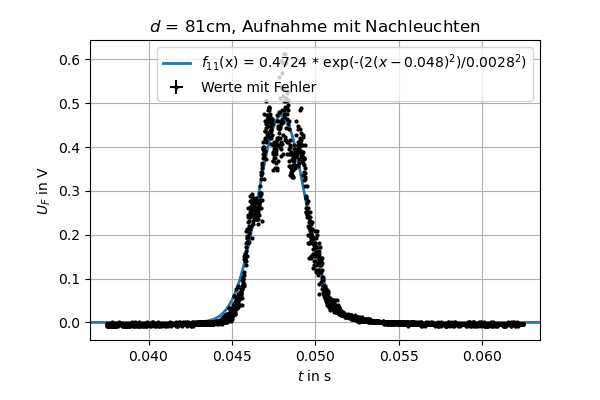 d = 81cm, Aufnahme mit Nachleuchten
f₁₁(x) = 0.4724 * exp(-(2(x − 0.048)²)/0.0028²)
Werte mit Fehler
0.6
0.5
0.4
0.3
0.2
0.1
0.0
U_F in V
0.040 0.045 0.050 0.055 0.060
t in s